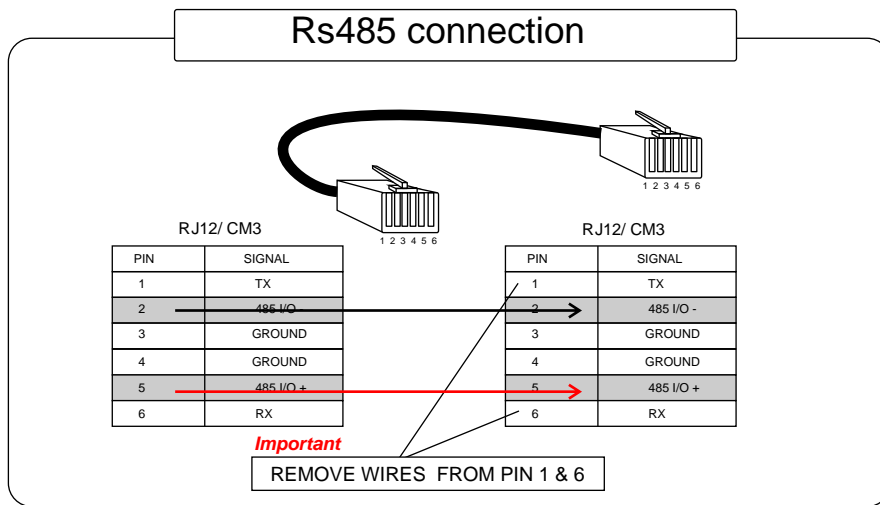 Rs485 connection
1 2 3 4 5 6
1 2 3 4 5 6
RJ12/ CM3
PIN SIGNAL
1 TX
2 485 I/O -
3 GROUND
4 GROUND
5 485 I/O +
6 RX
RJ12/ CM3
PIN SIGNAL
1 TX
2 485 I/O -
3 GROUND
4 GROUND
5 485 I/O +
6 RX
Important
REMOVE WIRES FROM PIN 1 & 6